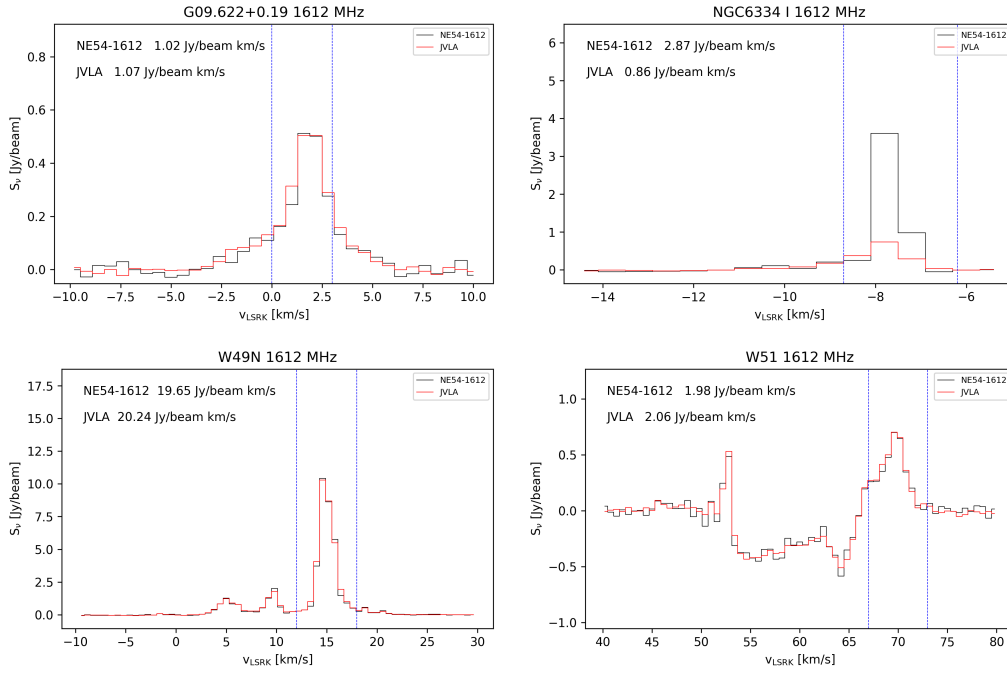 G09.622+0.19 1612 MHz
NE54-1612 1.02 Jy/beam km/s
JVLA 1.07 Jy/beam km/s
NE54-1612
JVLA
0.8
0.6
0.4
0.2
0.0
Sν [Jy/beam]
−10.0 −7.5 −5.0 −2.5 0.0 2.5 5.0 7.5 10.0
vLSRK [km/s]
NGC6334 I 1612 MHz
NE54-1612 2.87 Jy/beam km/s
JVLA 0.86 Jy/beam km/s
NE54-1612
JVLA
6
5
4
3
2
1
0
Sν [Jy/beam]
−14 −12 −10 −8 −6
vLSRK [km/s]
W49N 1612 MHz
NE54-1612 19.65 Jy/beam km/s
JVLA 20.24 Jy/beam km/s
NE54-1612
JVLA
17.5
15.0
12.5
10.0
7.5
5.0
2.5
0.0
Sν [Jy/beam]
−10 −5 0 5 10 15 20 25 30
vLSRK [km/s]
W51 1612 MHz
NE54-1612 1.98 Jy/beam km/s
JVLA 2.06 Jy/beam km/s
NE54-1612
JVLA
1.0
0.5
0.0
−0.5
−1.0
Sν [Jy/beam]
40 45 50 55 60 65 70 75 80
vLSRK [km/s]